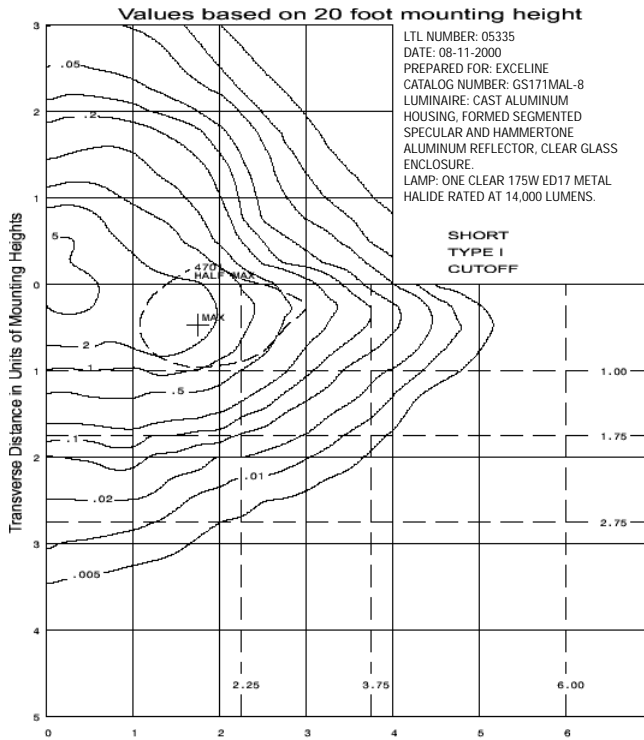 Values based on 20 foot mounting height
LTL NUMBER: 05335
DATE: 08-11-2000
PREPARED FOR: EXCELINE
CATALOG NUMBER: GS171MAL-8
LUMINAIRE: CAST ALUMINUM
HOUSING, FORMED SEGMENTED
SPECULAR AND HAMMERTONE
ALUMINUM REFLECTOR, CLEAR GLASS
ENCLOSURE.
LAMP: ONE CLEAR 175W ED17 METAL
HALIDE RATED AT 14,000 LUMENS.
SHORT
TYPE I
CUTOFF
Transverse Distance in Units of Mounting Heights
3
.05
2
.2
1
5
470
HALF MAX
0
MAX
2
.1
1
1.00
.5
.1
1.75
2
.01
.02
2.75
3
.005
4
2.25
3.75
6.00
5
0
1
2
3
4
5
6